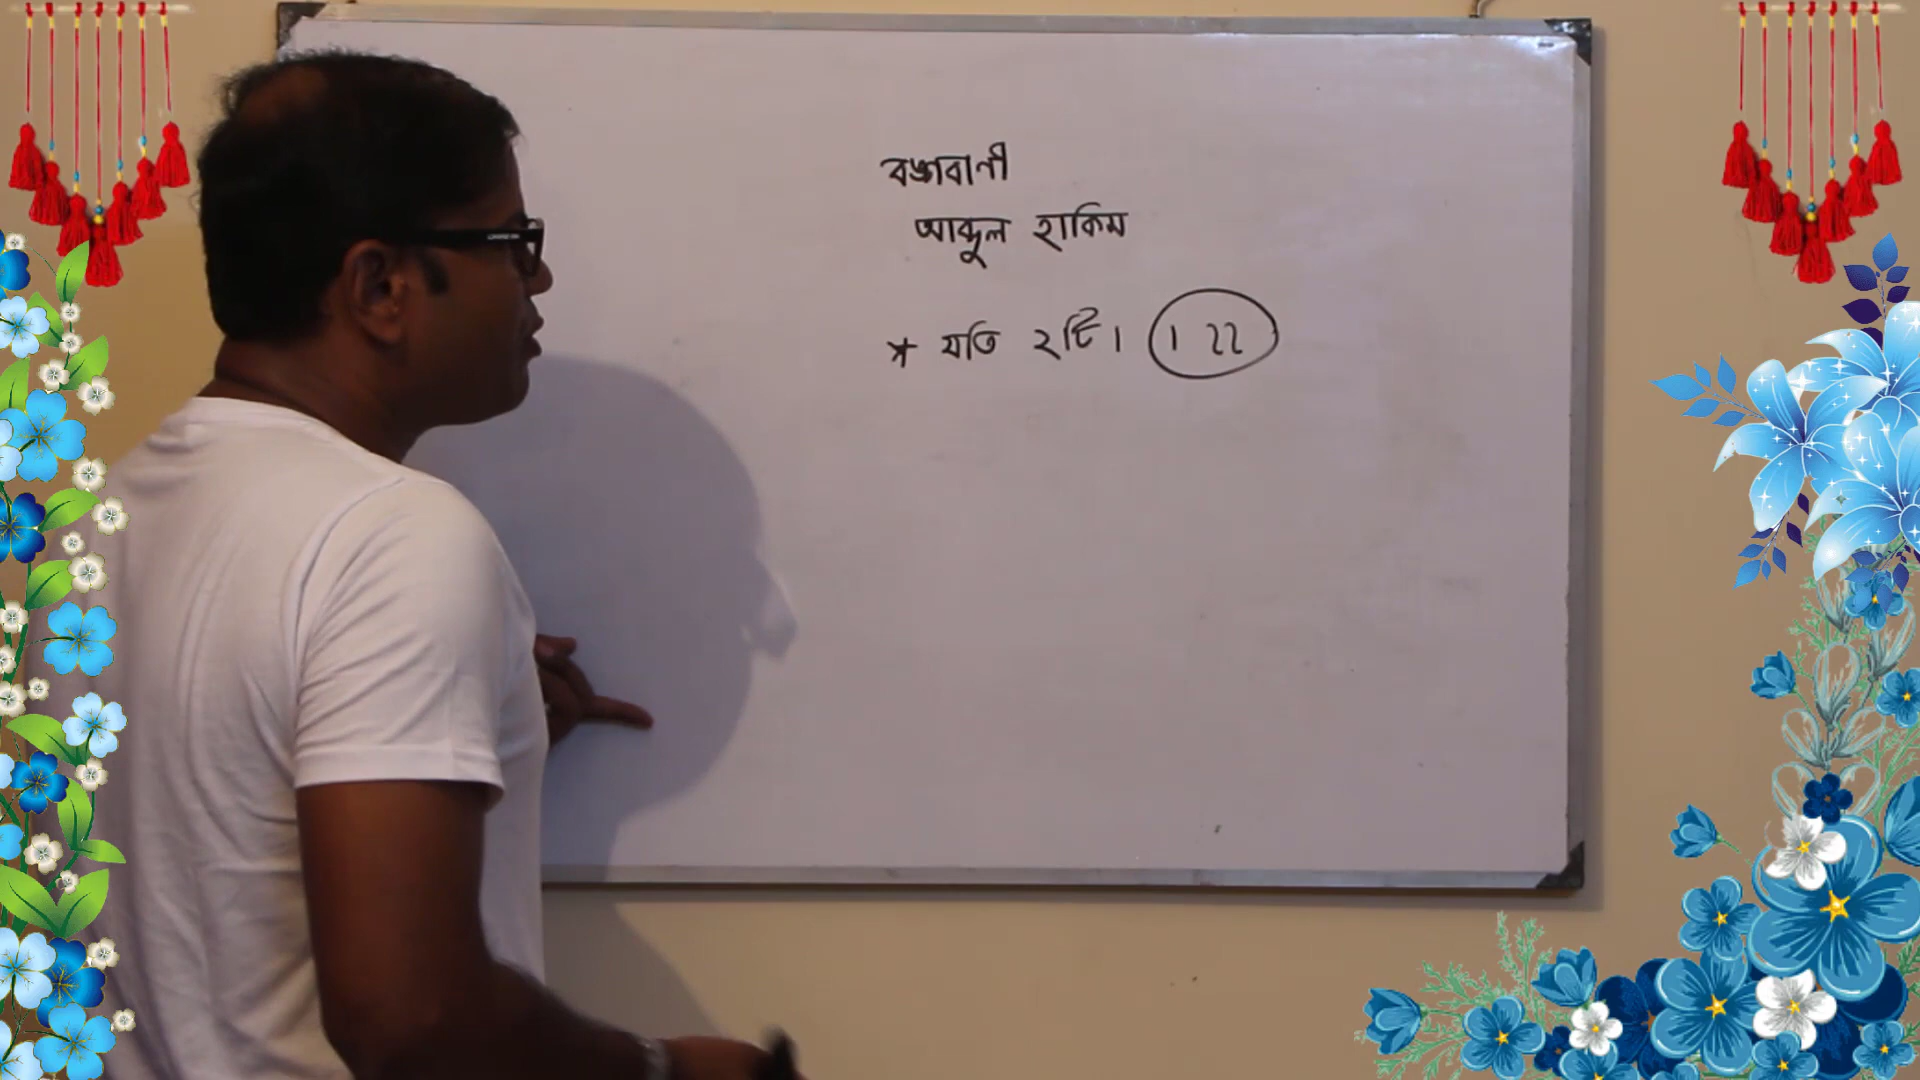 বঙ্গবানী
আব্দুল হাকিম
* যতি ২টি। । ।।